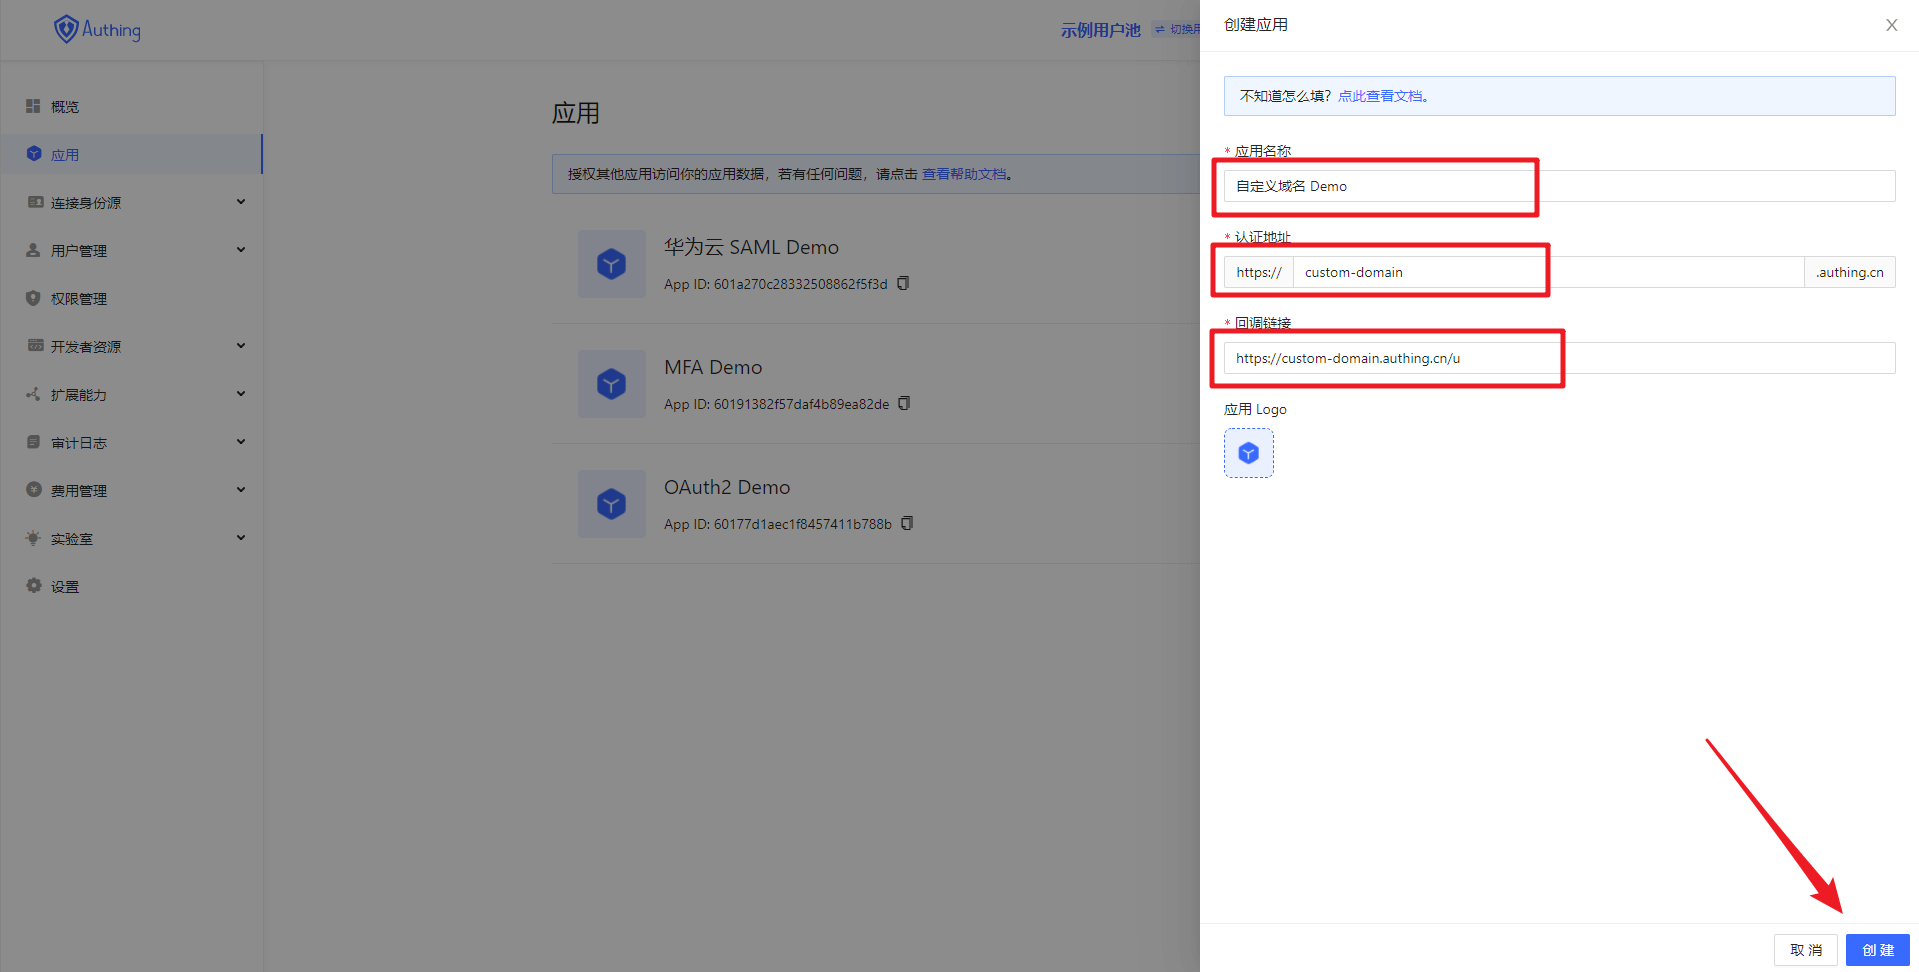 Authing
示例用户池
切换用
概览
应用
连接身份源
用户管理
权限管理
开发者资源
扩展能力
审计日志
费用管理
实验室
设置
应用
授权其他应用访问你的应用数据，若有任何问题，请点击 查看帮助文档。
华为云 SAML Demo
App ID: 601a270c28332508862f5f3d
MFA Demo
App ID: 60191382f57daf4b89ea82de
OAuth2 Demo
App ID: 60177d1aec1f8457411b788b
创建应用
不知道怎么填？点此查看文档。
* 应用名称
自定义域名 Demo
* 认证地址
https:// custom-domain .authing.cn
* 回调链接
https://custom-domain.authing.cn/u
应用 Logo
取 消 创 建